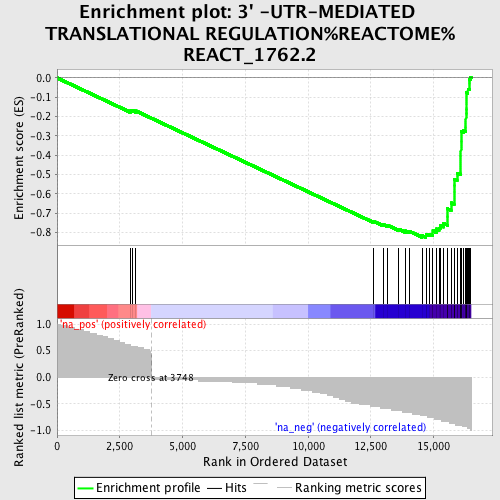 Enrichment plot: 3' -UTR-MEDIATED
TRANSLATIONAL REGULATION%REACTOME%
REACT_1762.2
Enrichment score (ES)
0.0
-0.1
-0.2
-0.3
-0.4
-0.5
-0.6
-0.7
-0.8
Ranked list metric (PreRanked)
'na_pos' (positively correlated)
1.0
0.5
0.0
-0.5
-1.0
Zero cross at 3748
'na_neg' (negatively correlated)
0
2,500
5,000
7,500
10,000
12,500
15,000
Rank in Ordered Dataset
Enrichment profile
Hits
Ranking metric scores